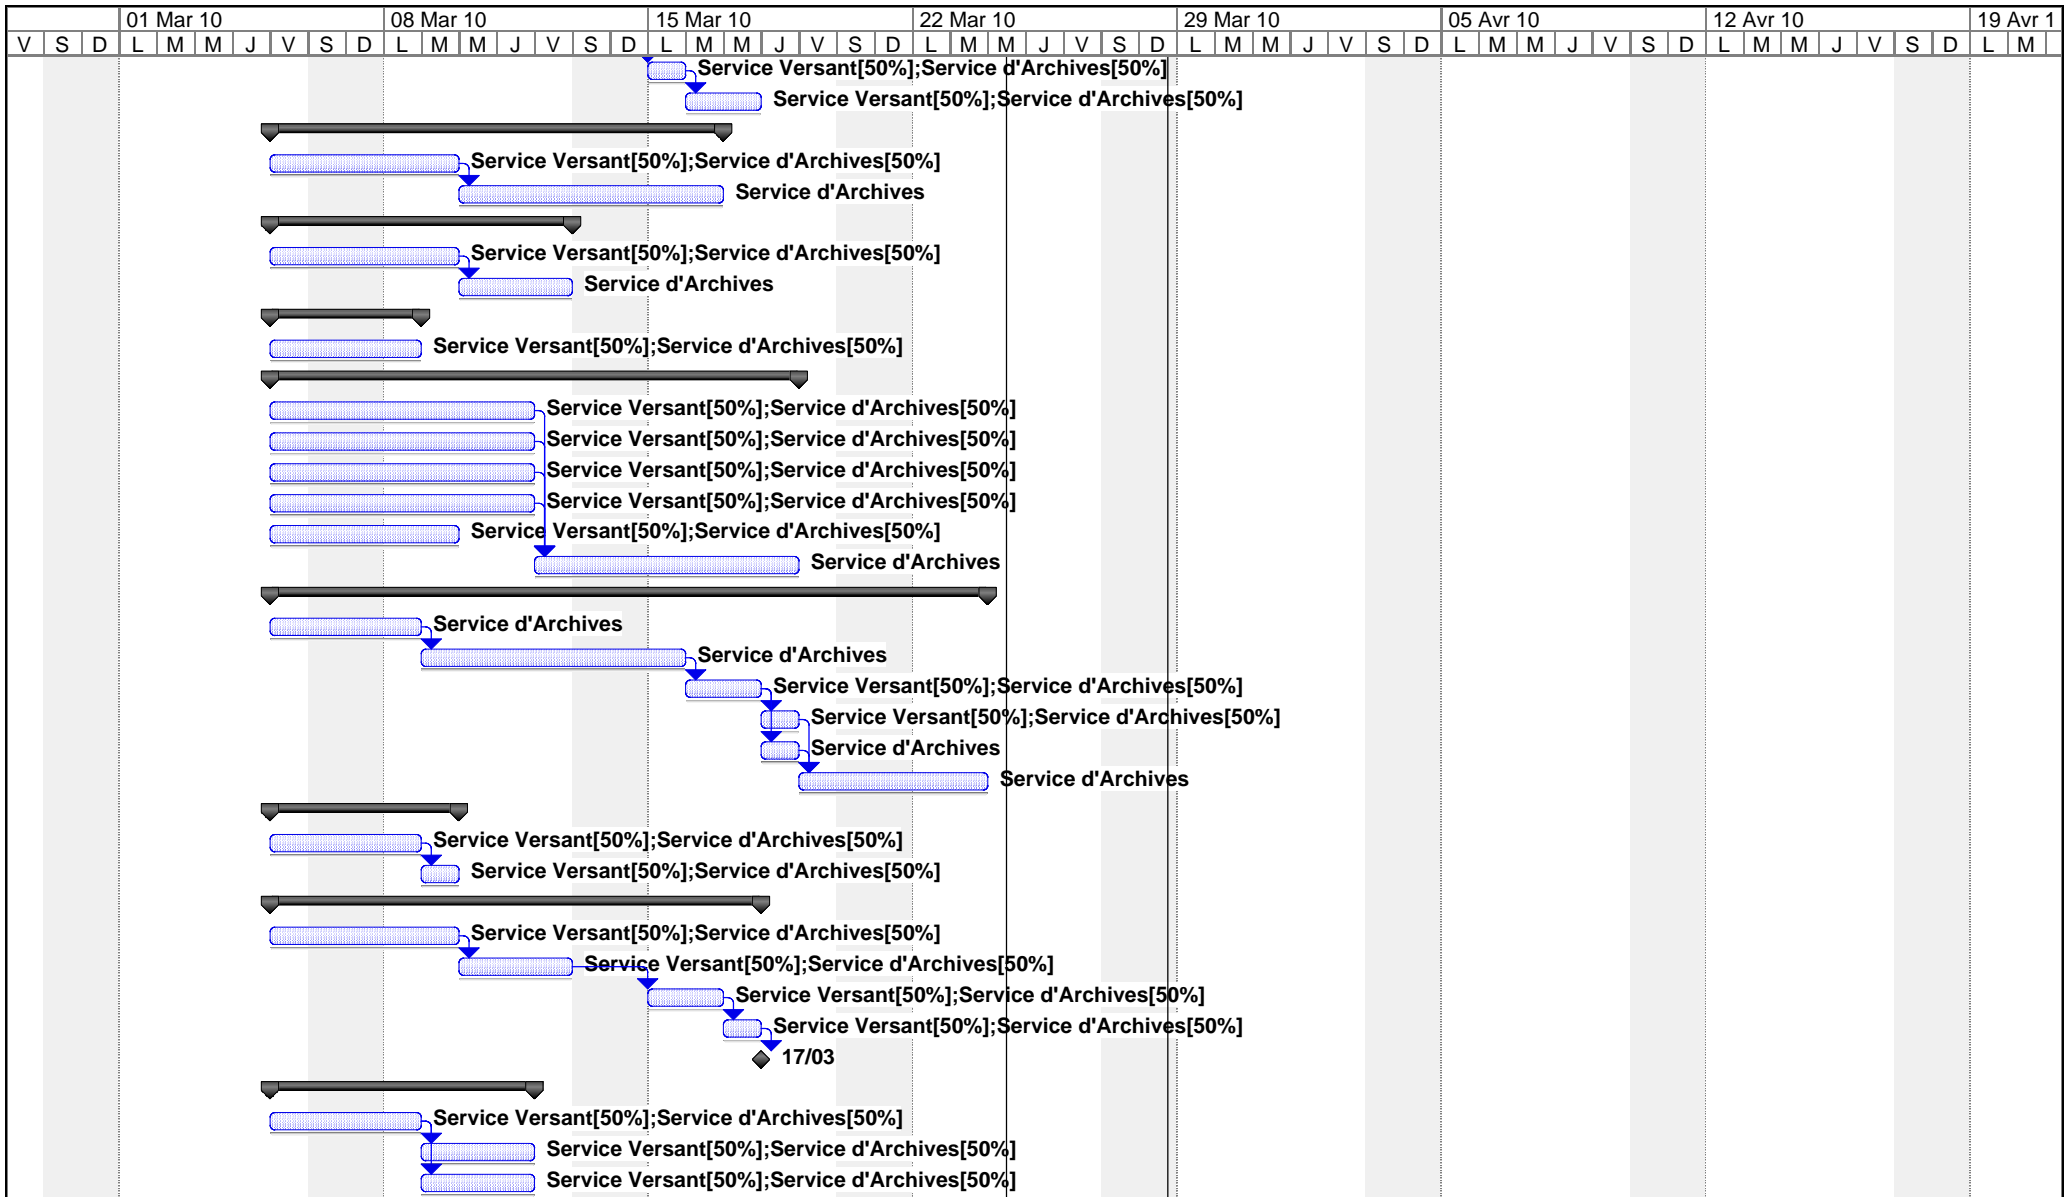 01 Mar 10 08 Mar 10 15 Mar 10 22 Mar 10 29 Mar 10 05 Avr 10 12 Avr 10 19 Avr 1
V S D L M M J V S D L M M J V S D L M M J V S D L M M J V S D L M M J V S D L M M J V S D L M M J V S D L M
Service Versant[50%];Service d'Archives[50%]
Service Versant[50%];Service d'Archives[50%]
Service Versant[50%];Service d'Archives[50%]
Service d'Archives
Service Versant[50%];Service d'Archives[50%]
Service d'Archives
Service Versant[50%];Service d'Archives[50%]
Service Versant[50%];Service d'Archives[50%]
Service Versant[50%];Service d'Archives[50%]
Service Versant[50%];Service d'Archives[50%]
Service Versant[50%];Service d'Archives[50%]
Service Versant[50%];Service d'Archives[50%]
Service d'Archives
Service d'Archives
Service d'Archives
Service Versant[50%];Service d'Archives[50%]
Service Versant[50%];Service d'Archives[50%]
Service d'Archives
Service d'Archives
Service Versant[50%];Service d'Archives[50%]
Service Versant[50%];Service d'Archives[50%]
Service Versant[50%];Service d'Archives[50%]
Service Versant[50%];Service d'Archives[50%]
Service Versant[50%];Service d'Archives[50%]
Service Versant[50%];Service d'Archives[50%]
17/03
Service Versant[50%];Service d'Archives[50%]
Service Versant[50%];Service d'Archives[50%]
Service Versant[50%];Service d'Archives[50%]